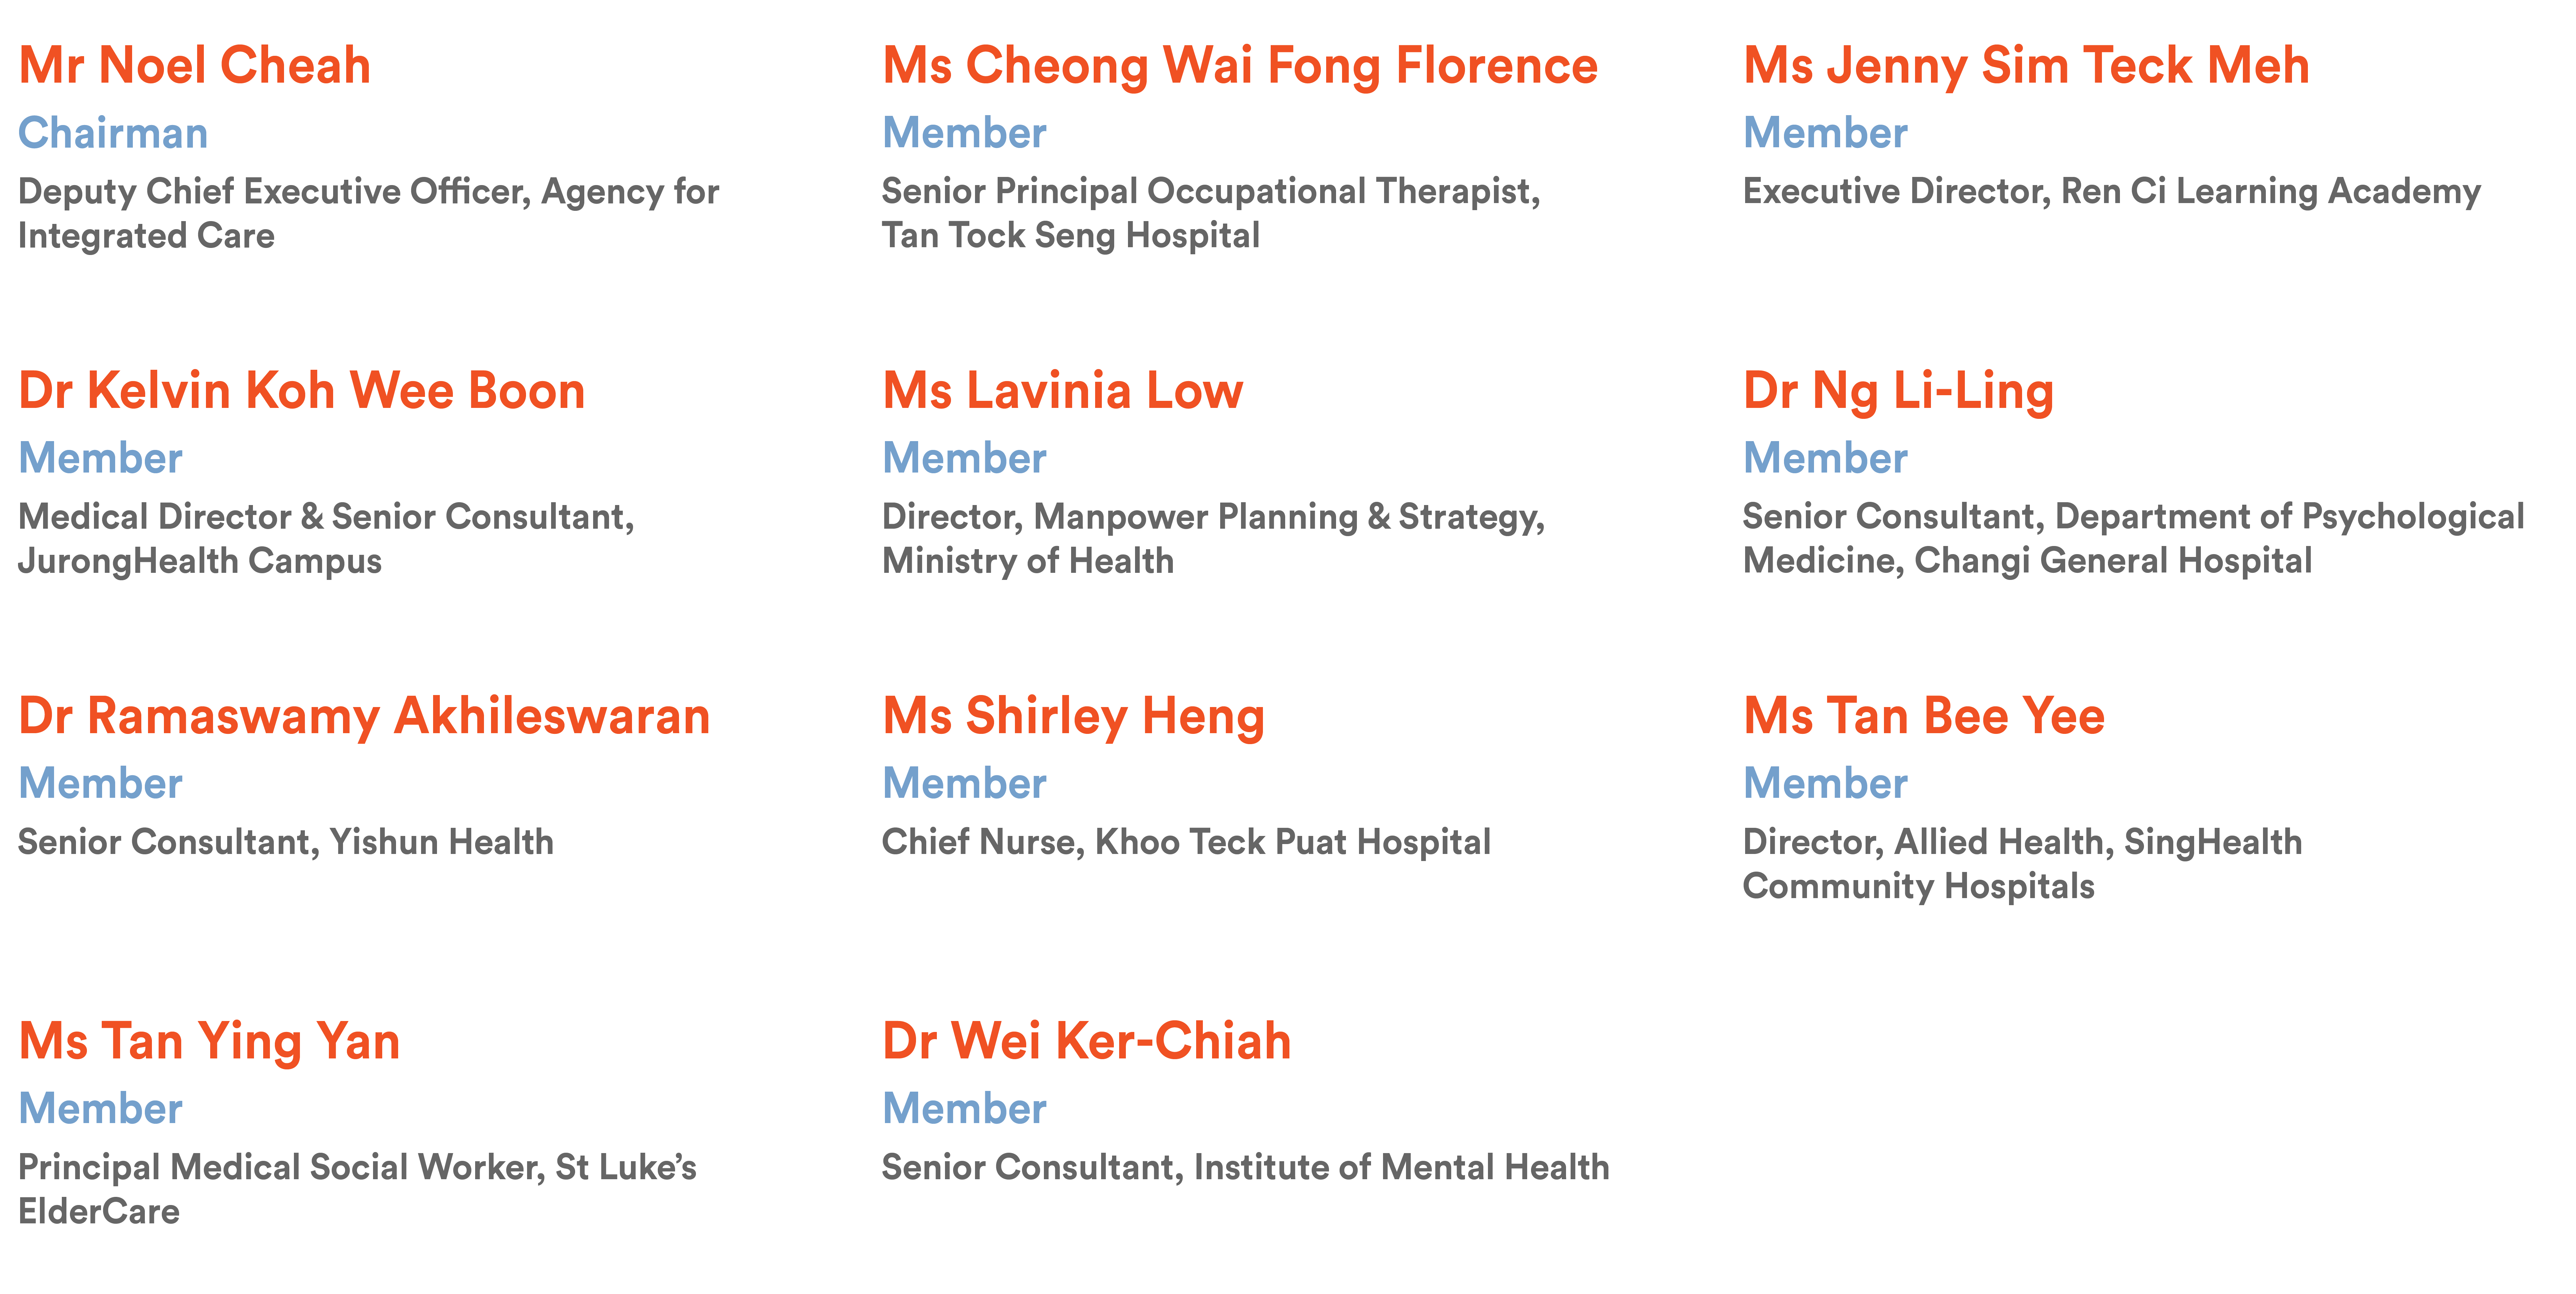 Mr Noel Cheah
Chairman
Deputy Chief Executive Officer, Agency for
Integrated Care
Ms Cheong Wai Fong Florence
Member
Senior Principal Occupational Therapist,
Tan Tock Seng Hospital
Ms Jenny Sim Teck Meh
Member
Executive Director, Ren Ci Learning Academy
Dr Kelvin Koh Wee Boon
Member
Medical Director & Senior Consultant,
JurongHealth Campus
Ms Lavinia Low
Member
Director, Manpower Planning & Strategy,
Ministry of Health
Dr Ng Li-Ling
Member
Senior Consultant, Department of Psychological
Medicine, Changi General Hospital
Dr Ramaswamy Akhileswaran
Member
Senior Consultant, Yishun Health
Ms Shirley Heng
Member
Chief Nurse, Khoo Teck Puat Hospital
Ms Tan Bee Yee
Member
Director, Allied Health, SingHealth
Community Hospitals
Ms Tan Ying Yan
Member
Principal Medical Social Worker, St Luke’s
ElderCare
Dr Wei Ker-Chiah
Member
Senior Consultant, Institute of Mental Health